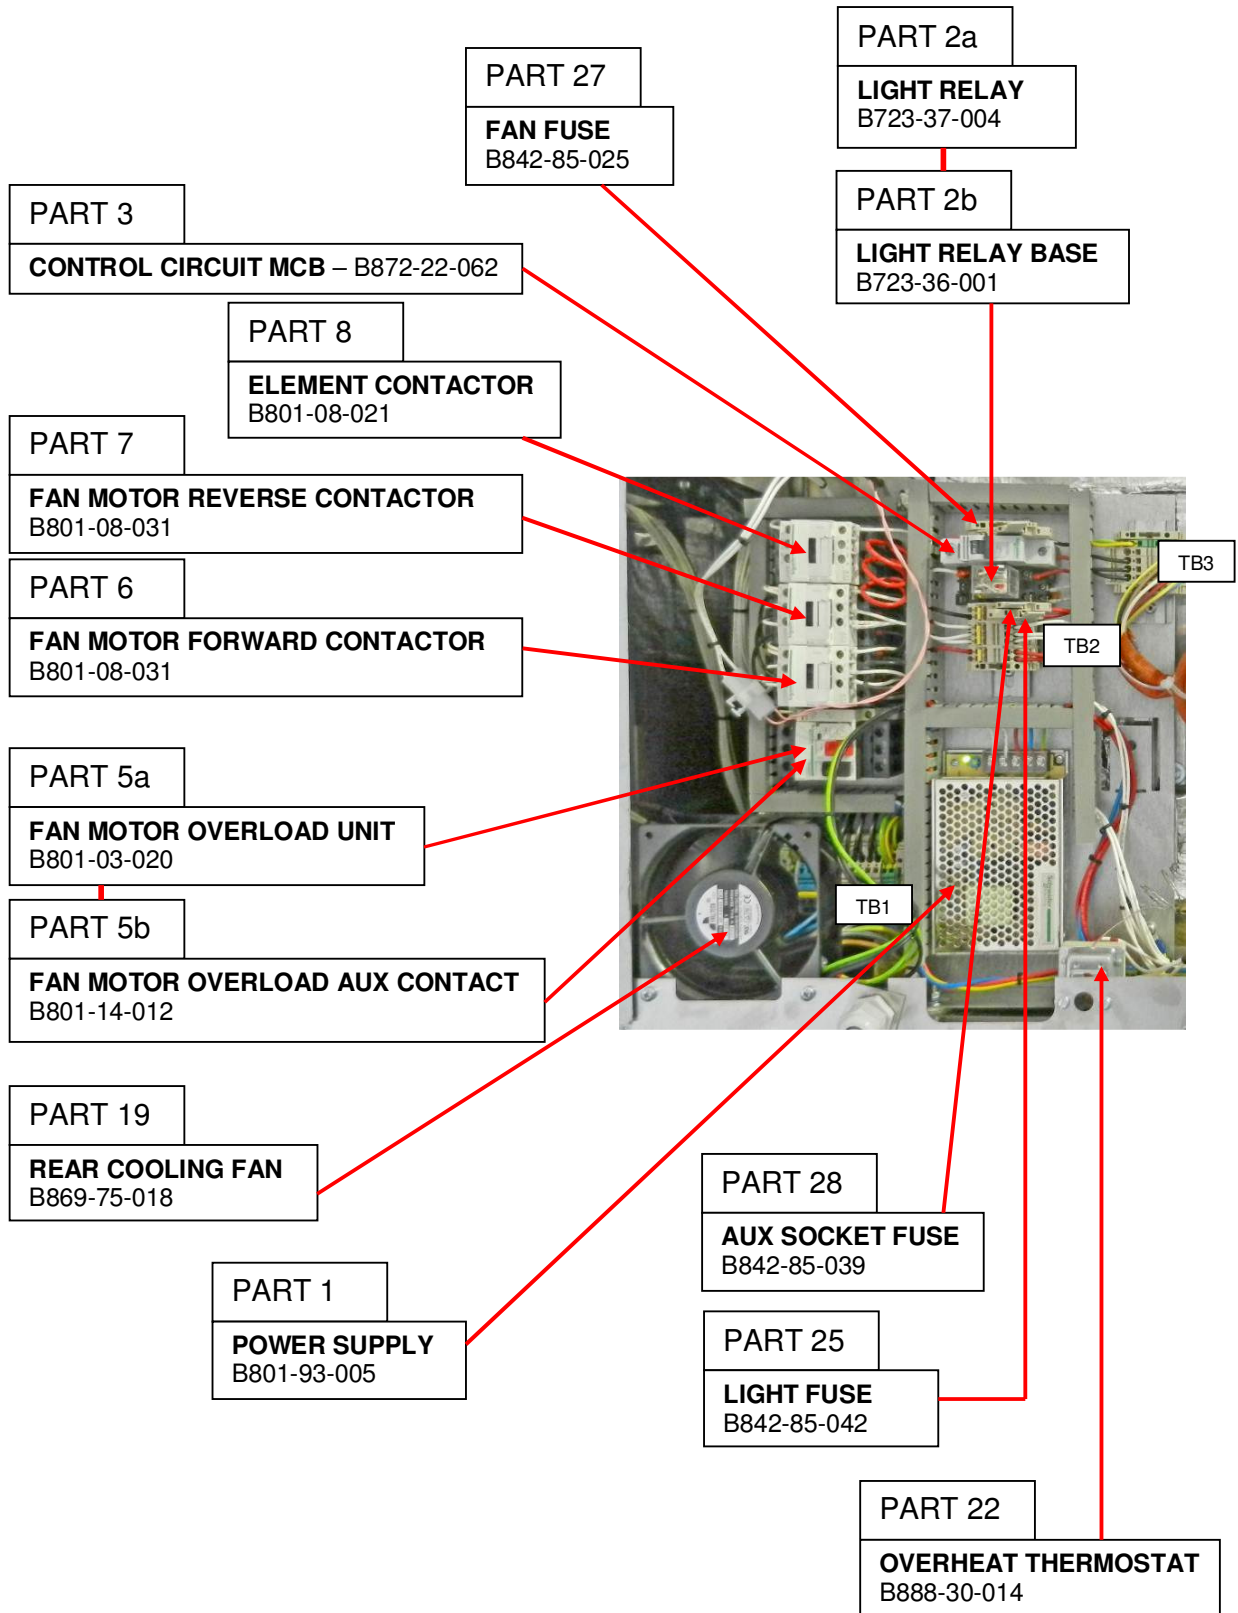 PART 2a
LIGHT RELAY
B723-37-004
PART 27
FAN FUSE
B842-85-025
PART 2b
LIGHT RELAY BASE
B723-36-001
PART 3
CONTROL CIRCUIT MCB – B872-22-062
PART 8
ELEMENT CONTACTOR
B801-08-021
PART 7
FAN MOTOR REVERSE CONTACTOR
B801-08-031
PART 6
FAN MOTOR FORWARD CONTACTOR
B801-08-031
TB3
TB2
PART 5a
FAN MOTOR OVERLOAD UNIT
B801-03-020
TB1
PART 5b
FAN MOTOR OVERLOAD AUX CONTACT
B801-14-012
PART 19
REAR COOLING FAN
B869-75-018
PART 28
AUX SOCKET FUSE
B842-85-039
PART 1
POWER SUPPLY
B801-93-005
PART 25
LIGHT FUSE
B842-85-042
PART 22
OVERHEAT THERMOSTAT
B888-30-014